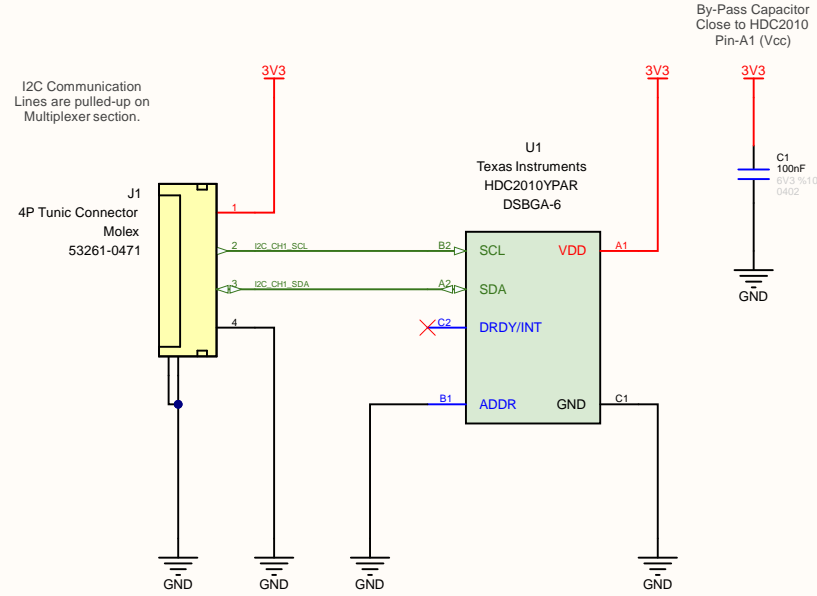 By-Pass Capacitor
Close to HDC2010
Pin-A1 (Vcc)
I2C Communication
Lines are pulled-up on
Multiplexer section.
3V3
3V3
3V3
J1
4P Tunic Connector
Molex
53261-0471
1
2
I2C_CH1_SCL
3
I2C_CH1_SDA
4
U1
Texas Instruments
HDC2010YPAR
DSBGA-6
B2
SCL
VDD
A1
A2
SDA
C2
DRDY/INT
B1
ADDR
GND
C1
C1
100nF
6V3 %10
0402
GND
GND
GND
GND
GND